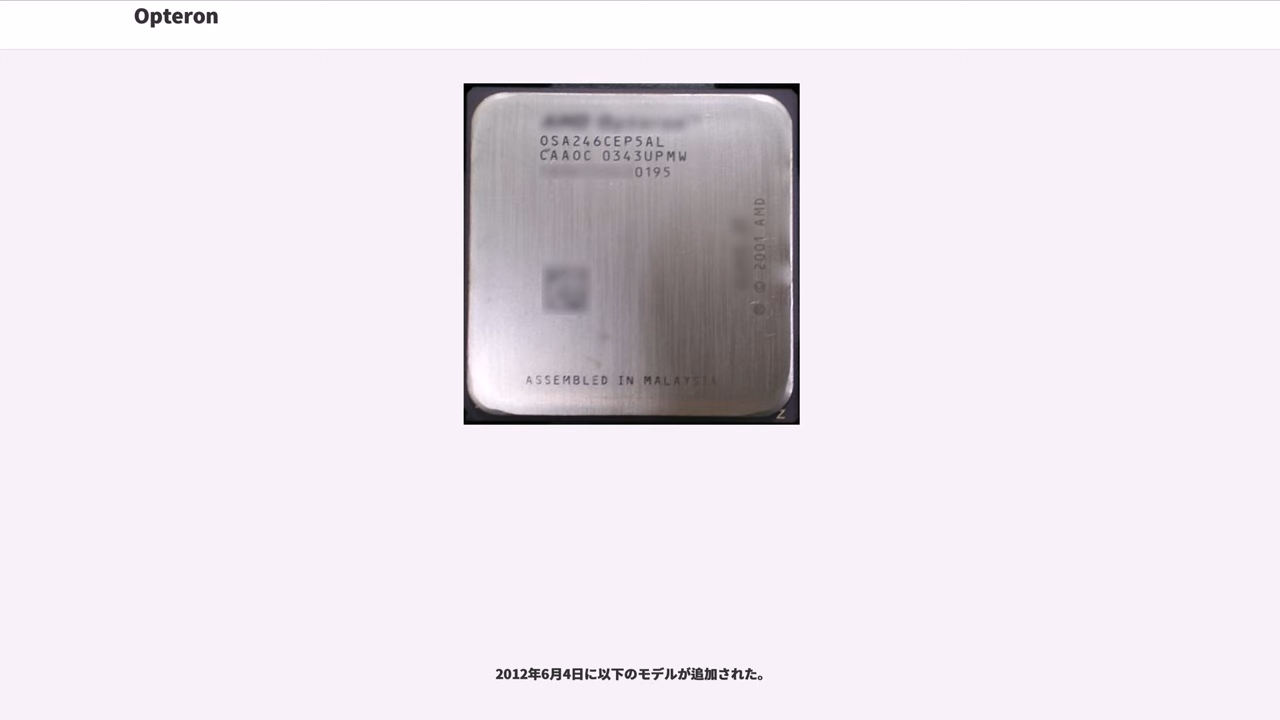 Opteron
OSA246CEP5AL
CAAOC 0343UPMW
0195
© 2001 AMD
ASSEMBLED IN MALAYSIA
Z
2012年6月4日に以下のモデルが追加された。